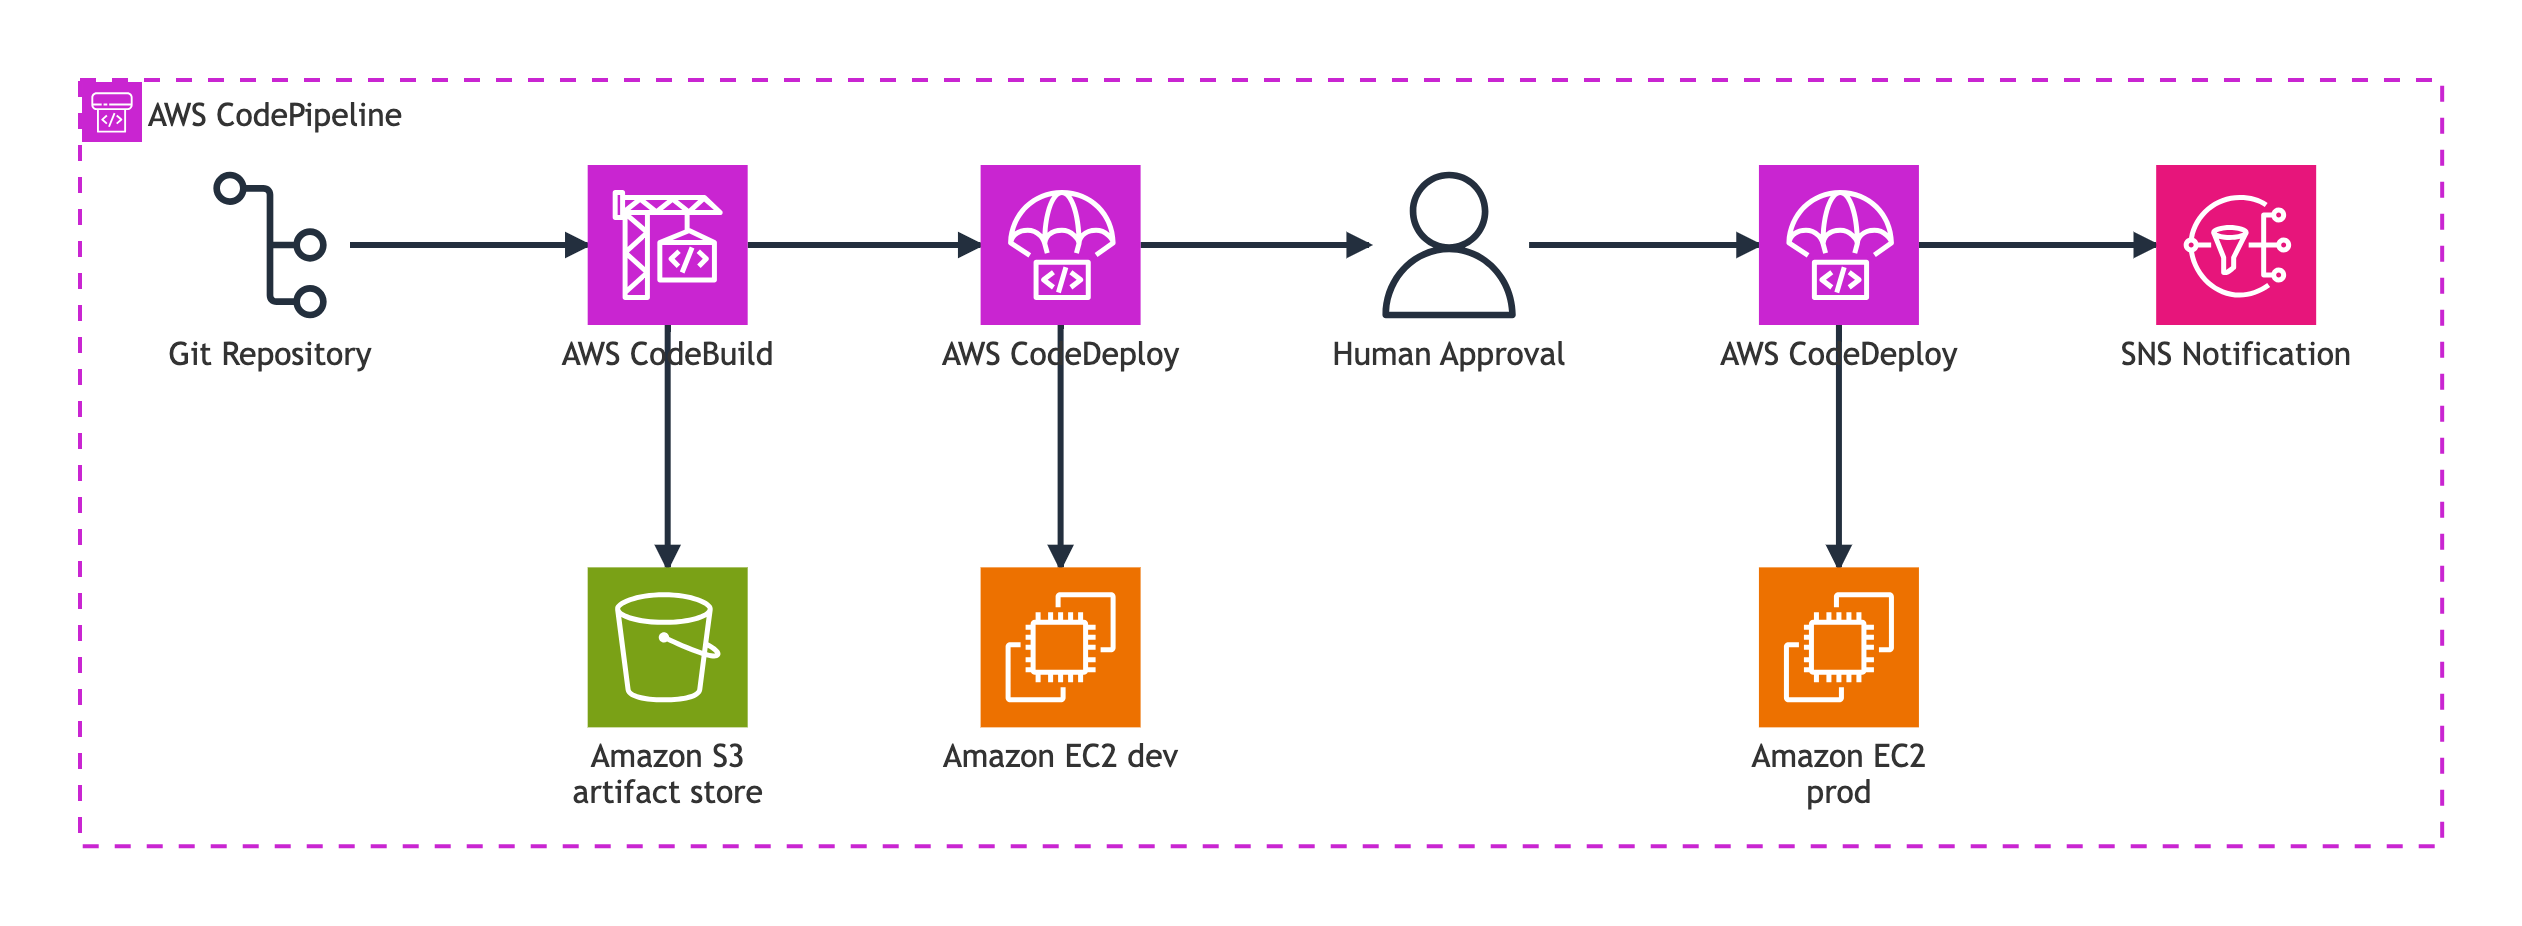 AWS CodePipeline
Git Repository
AWS CodeBuild
AWS CodeDeploy
Human Approval
AWS CodeDeploy
SNS Notification
Amazon S3
artifact store
Amazon EC2 dev
Amazon EC2
prod